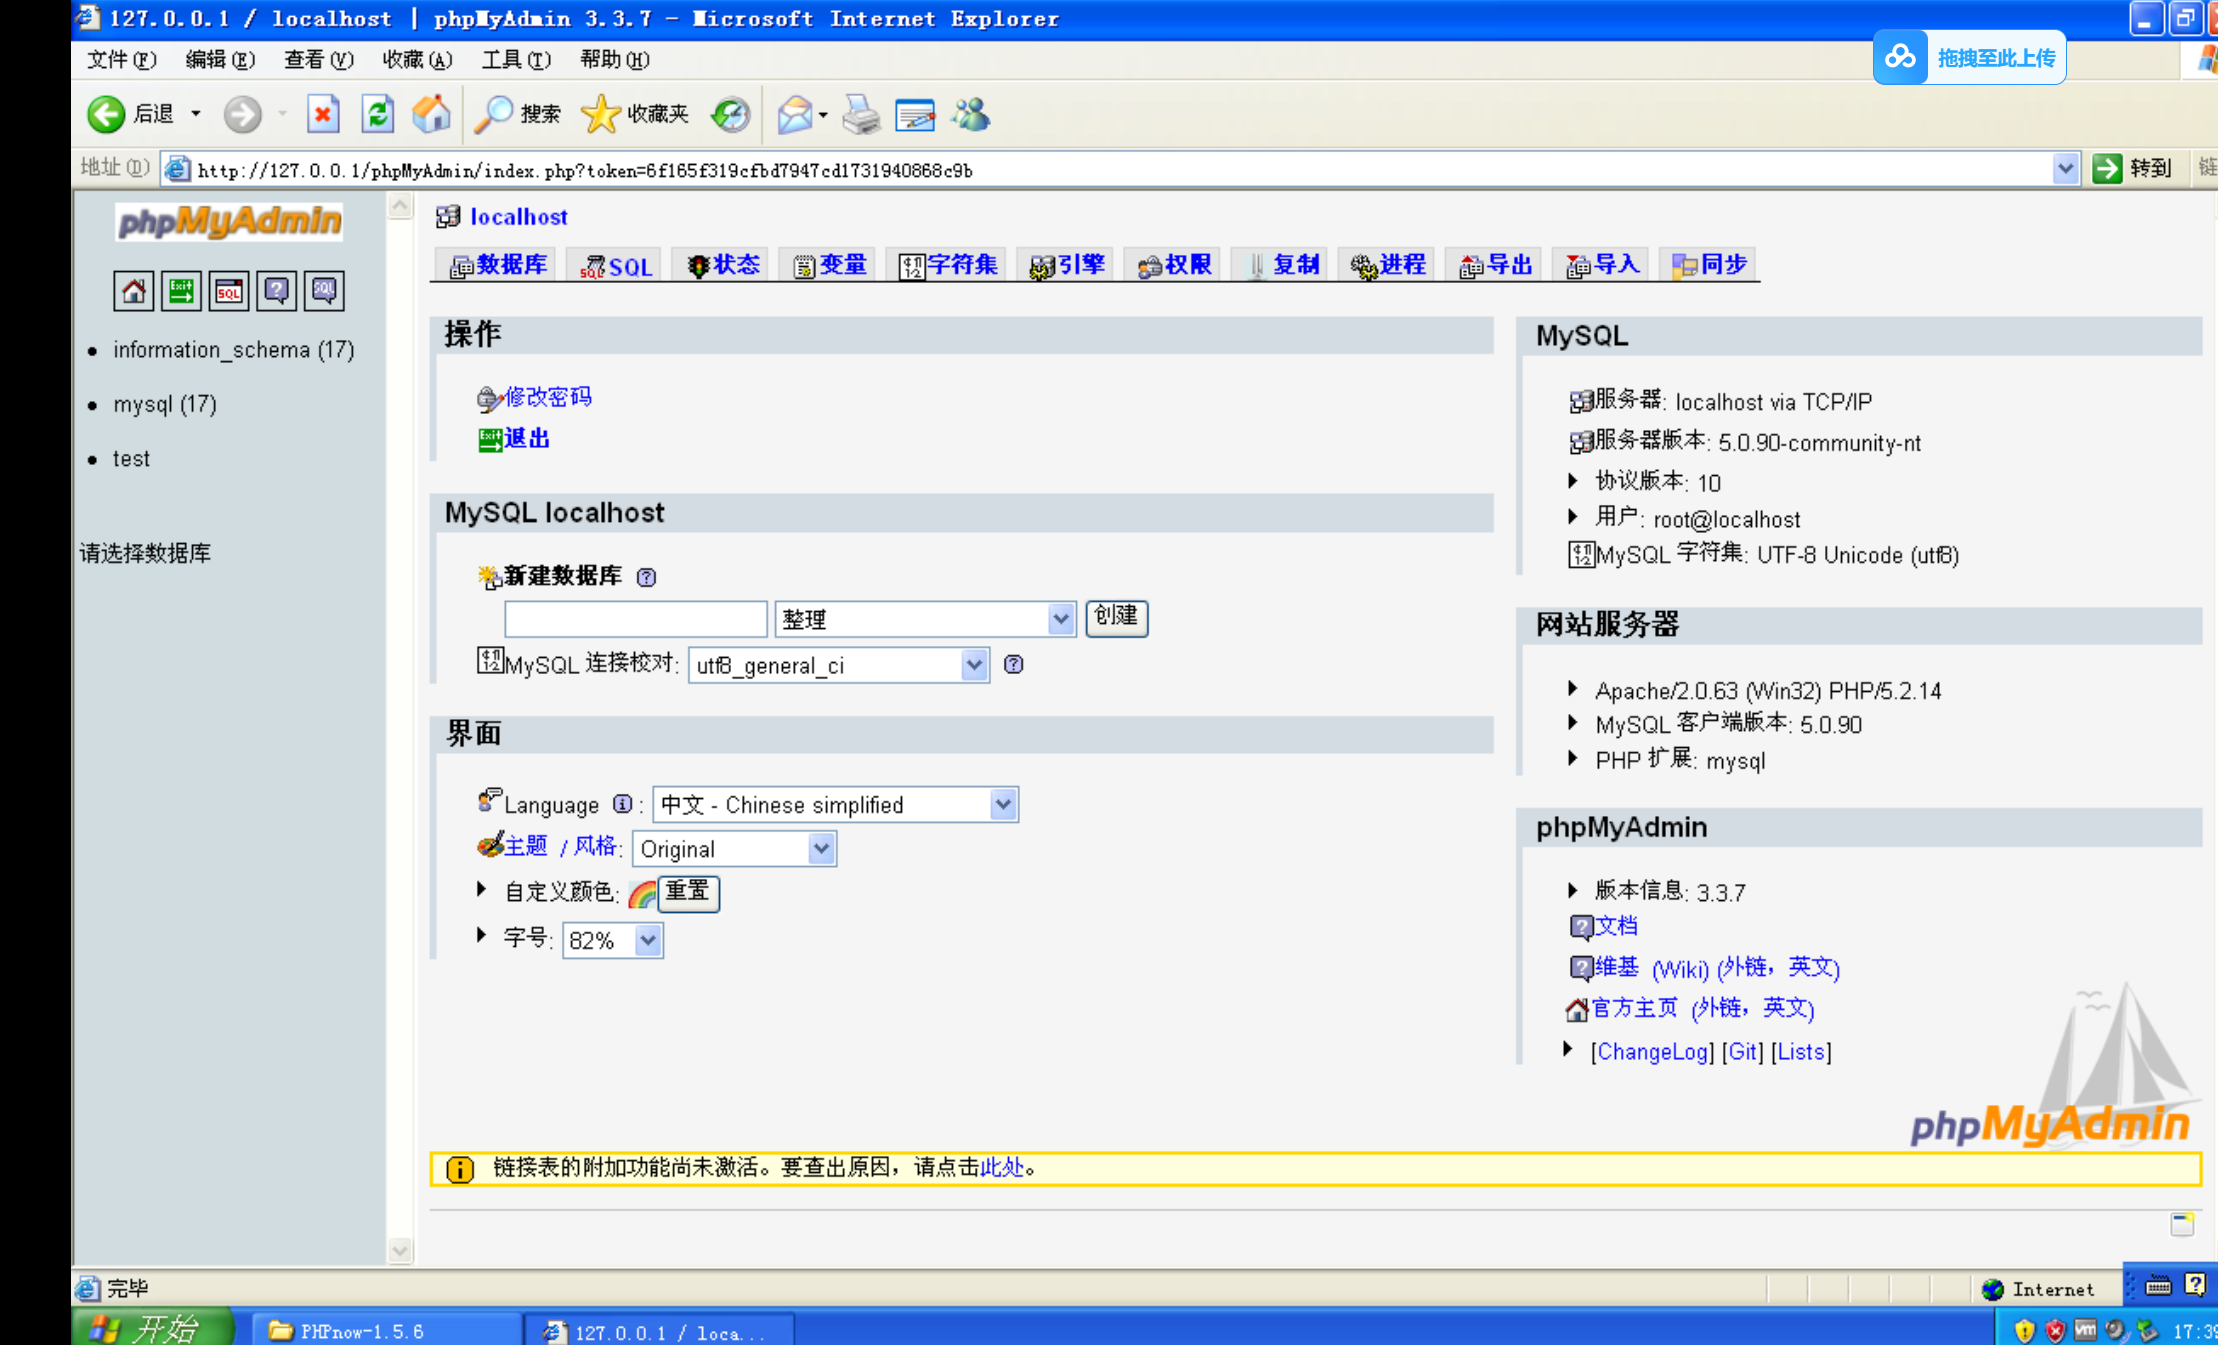 127.0.0.1 / localhost | phpMyAdmin 3.3.7 - Microsoft Internet Explorer
文件(F) 编辑(E) 查看(V) 收藏(A) 工具(T) 帮助(H)
拖拽至此上传
后退 搜索 收藏夹
地址(D) http://127.0.0.1/phpMyAdmin/index.php?token=6f165f319cfbd7947cd1731940868c9b 转到 链
phpMyAdmin
Exit SQL ? SQL
information_schema (17)
mysql (17)
test
请选择数据库
localhost
数据库 SQL 状态 变量 字符集 引擎 权限 复制 进程 导出 导入 同步
操作
修改密码
Exit 退出
MySQL localhost
新建数据库
整理 创建
MySQL 连接校对: utf8_general_ci
界面
Language : 中文 - Chinese simplified
主题 / 风格: Original
自定义颜色: 重置
字号: 82%
MySQL
服务器: localhost via TCP/IP
服务器版本: 5.0.90-community-nt
协议版本: 10
用户: root@localhost
MySQL 字符集: UTF-8 Unicode (utf8)
网站服务器
Apache/2.0.63 (Win32) PHP/5.2.14
MySQL 客户端版本: 5.0.90
PHP 扩展: mysql
phpMyAdmin
版本信息: 3.3.7
文档
维基 (Wiki) (外链，英文)
官方主页 (外链，英文)
[ChangeLog] [Git] [Lists]
phpMyAdmin
链接表的附加功能尚未激活。要查出原因，请点击此处。
完毕 Internet
开始 PHPnow-1.5.6 127.0.0.1 / loca... 17:39